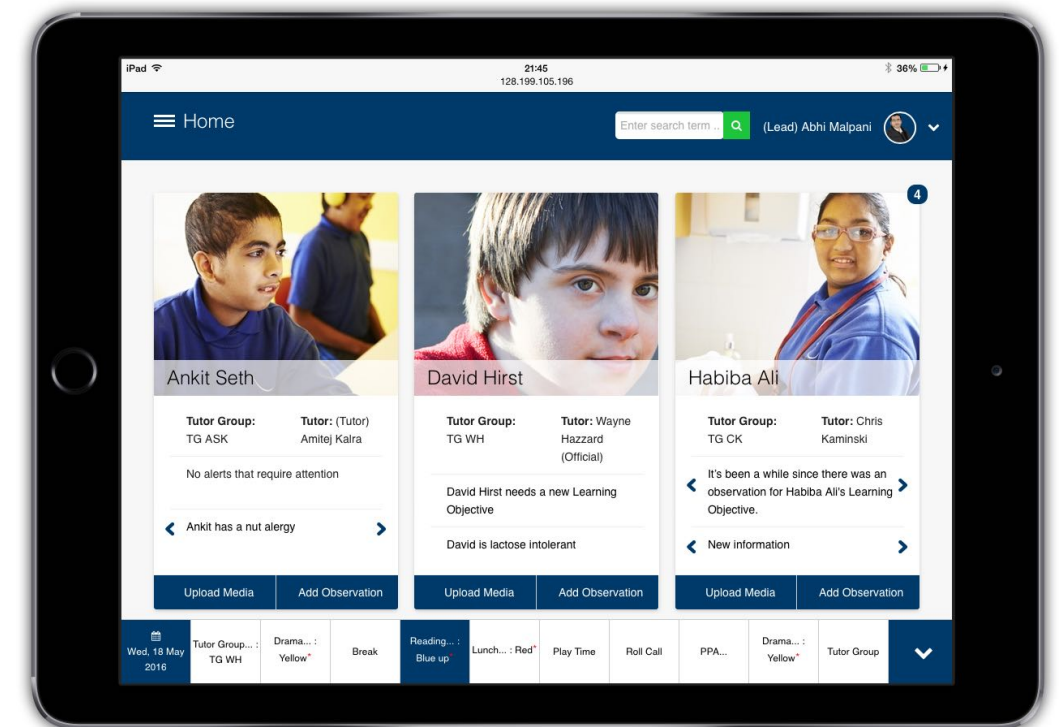 iPad
21:45
36%
128.199.105.196
Home
Enter search term ..
(Lead) Abhi Malpani
4
Ankit Seth
Tutor Group:
TG ASK
Tutor: (Tutor)
Amitej Kalra
No alerts that require attention
Ankit has a nut alergy
Upload Media
Add Observation
David Hirst
Tutor Group:
TG WH
Tutor: Wayne
Hazzard
(Official)
David Hirst needs a new Learning
Objective
David is lactose intolerant
Upload Media
Add Observation
Habiba Ali
Tutor Group:
TG CK
Tutor: Chris
Kaminski
It's been a while since there was an
observation for Habiba Ali's Learning
Objective.
New information
Upload Media
Add Observation
Wed, 18 May
2016
Tutor Group... :
TG WH
Drama... :
Yellow*
Break
Reading... :
Blue up*
Lunch... : Red*
Play Time
Roll Call
PPA...
Drama... :
Yellow*
Tutor Group